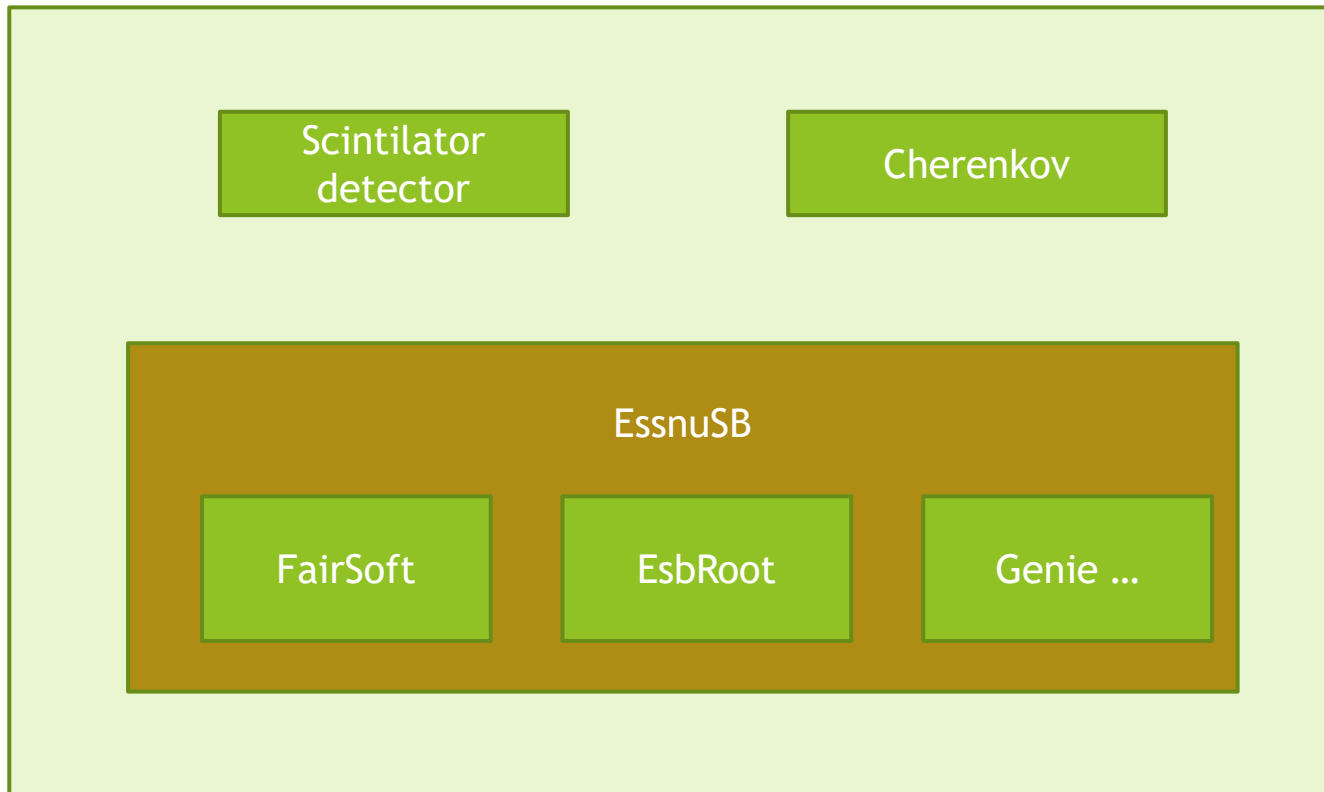 Scintilator
detector
Cherenkov
EssnuSB
FairSoft
EsbRoot
Genie …